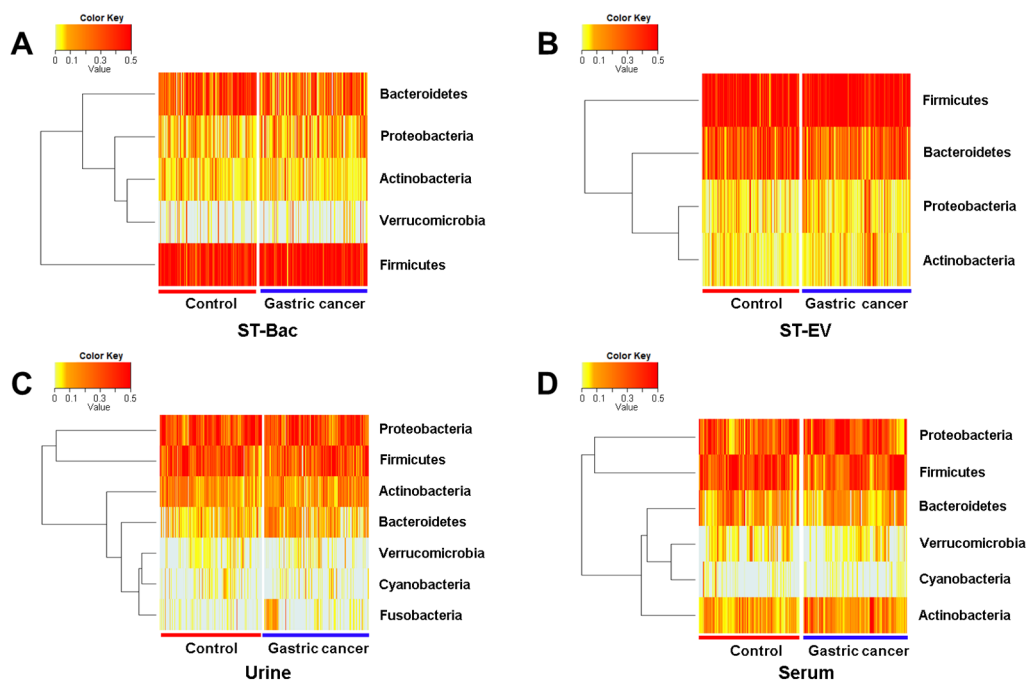 A
Color Key
0 0.1 0.3 0.5
Value
Bacteroidetes
Proteobacteria
Actinobacteria
Verrucomicrobia
Firmicutes
Control Gastric cancer
ST-Bac
B
Color Key
0 0.1 0.3 0.5
Value
Firmicutes
Bacteroidetes
Proteobacteria
Actinobacteria
Control Gastric cancer
ST-EV
C
Color Key
0 0.1 0.3 0.5
Value
Proteobacteria
Firmicutes
Actinobacteria
Bacteroidetes
Verrucomicrobia
Cyanobacteria
Fusobacteria
Control Gastric cancer
Urine
D
Color Key
0 0.1 0.3 0.5
Value
Proteobacteria
Firmicutes
Bacteroidetes
Verrucomicrobia
Cyanobacteria
Actinobacteria
Control Gastric cancer
Serum